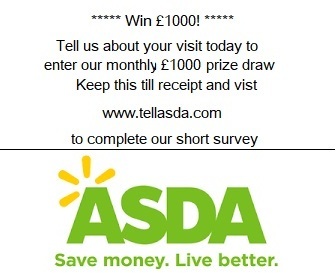 ***** Win £1000! *****
Tell us about your visit today to
enter our monthly £1000 prize draw
Keep this till receipt and vist
www.tellasda.com
to complete our short survey
ASDA
Save money. Live better.